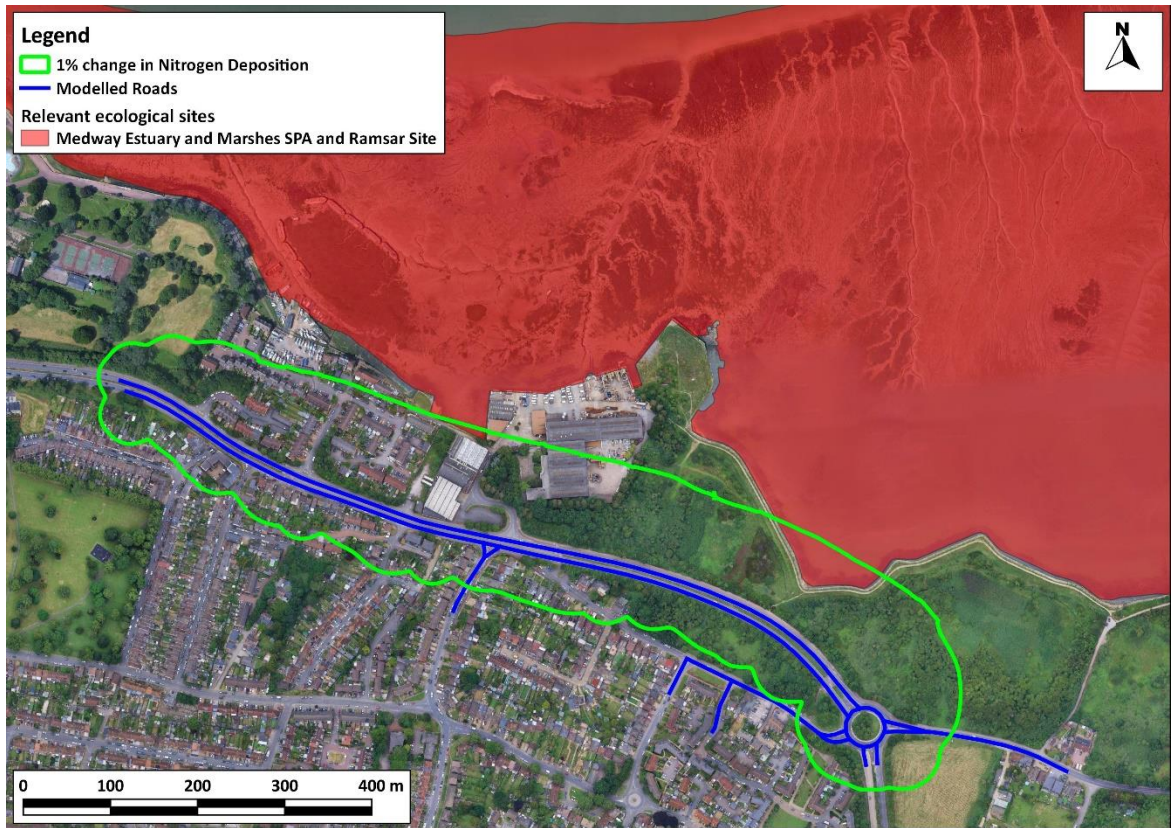 Legend
1% change in Nitrogen Deposition
Modelled Roads
Relevant ecological sites
Medway Estuary and Marshes SPA and Ramsar Site
N
0 100 200 300 400 m